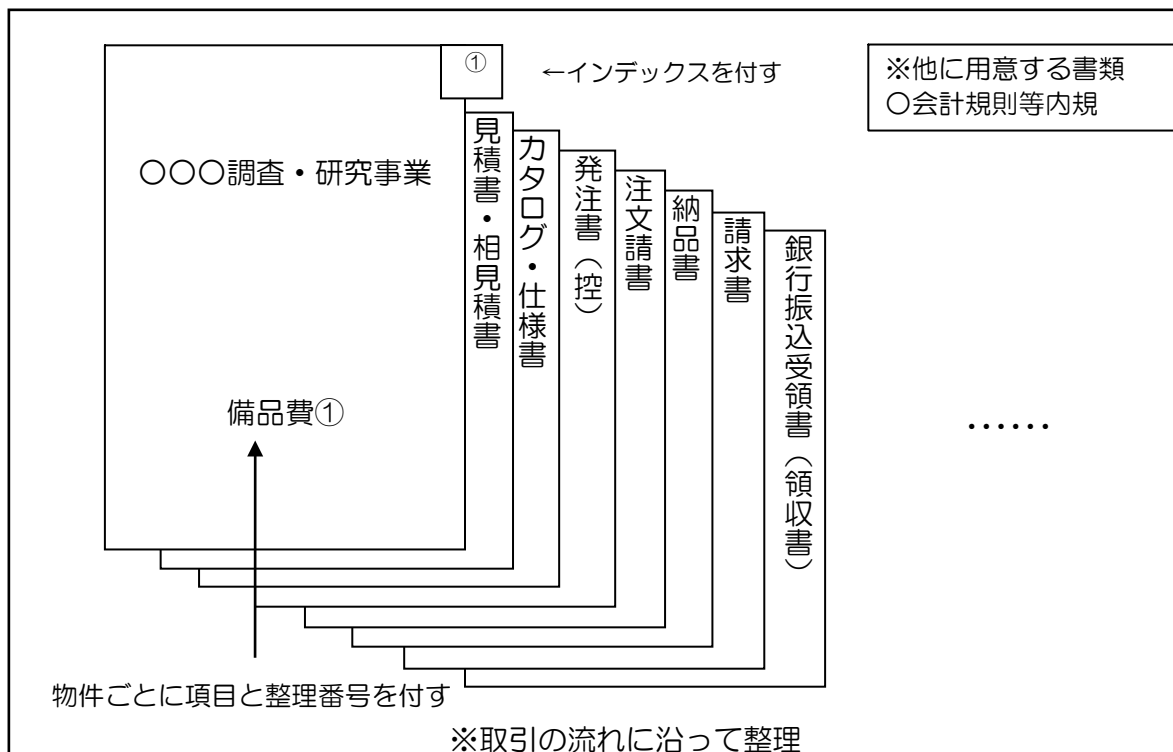 ①
←インデックスを付す
※他に用意する書類
〇会計規則等内規
〇〇〇調査・研究事業
備品費①
見積書・相見積書
カタログ・仕様書
発注書（控）
注文請書
納品書
請求書
銀行振込受領書（領収書）
……
物件ごとに項目と整理番号を付す
※取引の流れに沿って整理